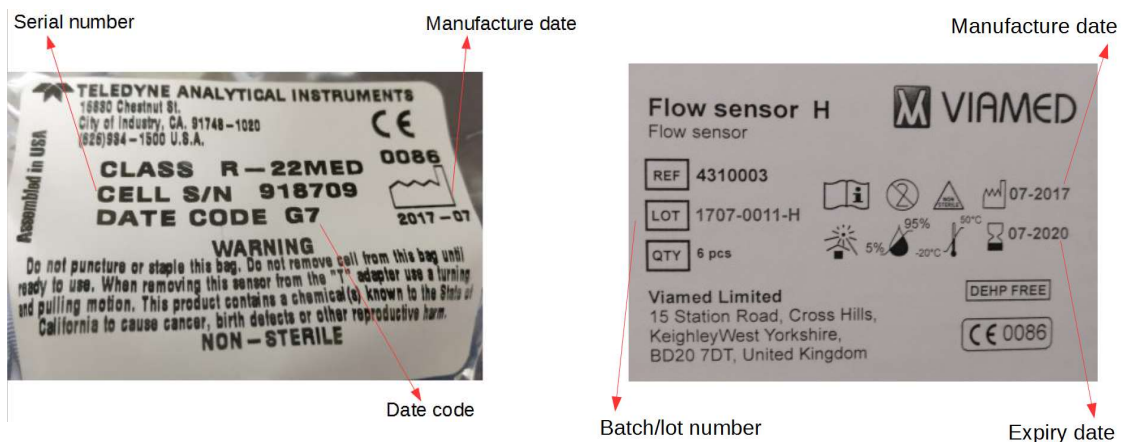 Serial number
Manufacture date
TELEDYNE ANALYTICAL INSTRUMENTS
16830 Chestnut St.
City of Industry, CA. 91748-1020
(626)934-1500 U.S.A.
Assembled in USA
CE
0086
CLASS R-22MED
CELL S/N 918709
DATE CODE G7
2017-07
WARNING
Do not puncture or staple this bag. Do not remove cell from this bag until
ready to use. When removing this sensor from the "T" adapter use a turning
and pulling motion. This product contains a chemical(s) known to the State of
California to cause cancer, birth defects or other reproductive harm.
NON-STERILE
Date code
Manufacture date
Flow sensor H
VIAMED
Flow sensor
REF 4310003
LOT 1707-0011-H
QTY 6 pcs
NON STERILE
07-2017
5% 95%
-20°C 50°C
07-2020
DEHP FREE
Viamed Limited
15 Station Road, Cross Hills,
KeighleyWest Yorkshire,
BD20 7DT, United Kingdom
CE 0086
Batch/lot number
Expiry date